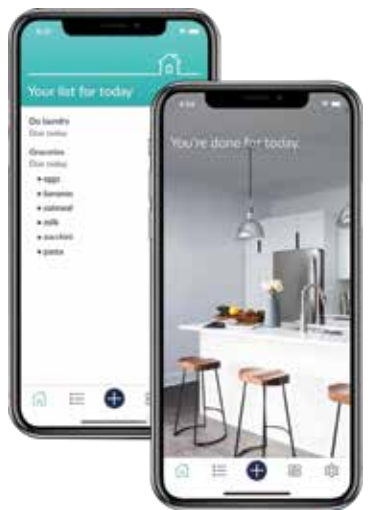 Your list for today
Do laundry
Due today
Groceries
Due today
• eggs
• bananas
• oatmeal
• milk
• zucchini
• pasta
You're done for today